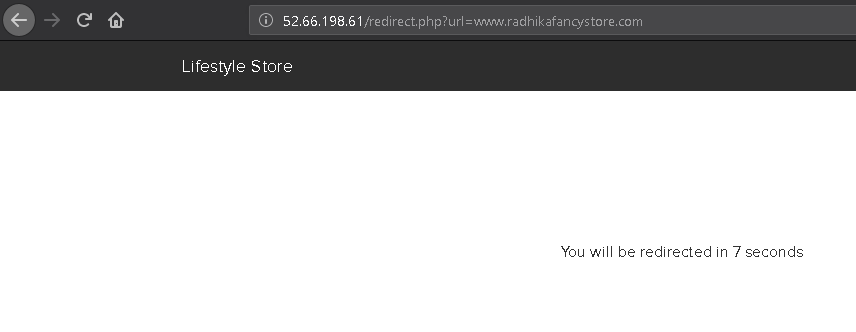 52.66.198.61/redirect.php?url=www.radhikafancystore.com
Lifestyle Store
You will be redirected in 7 seconds